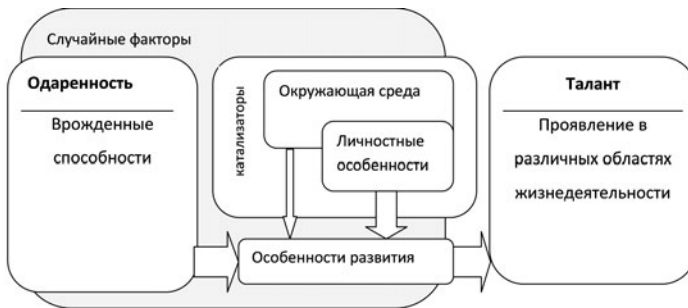 Случайные факторы
Одаренность
Врожденные
способности
катализаторы
Окружающая среда
Личностные
особенности
Особенности развития
Талант
Проявление в
различных областях
жизнедеятельности